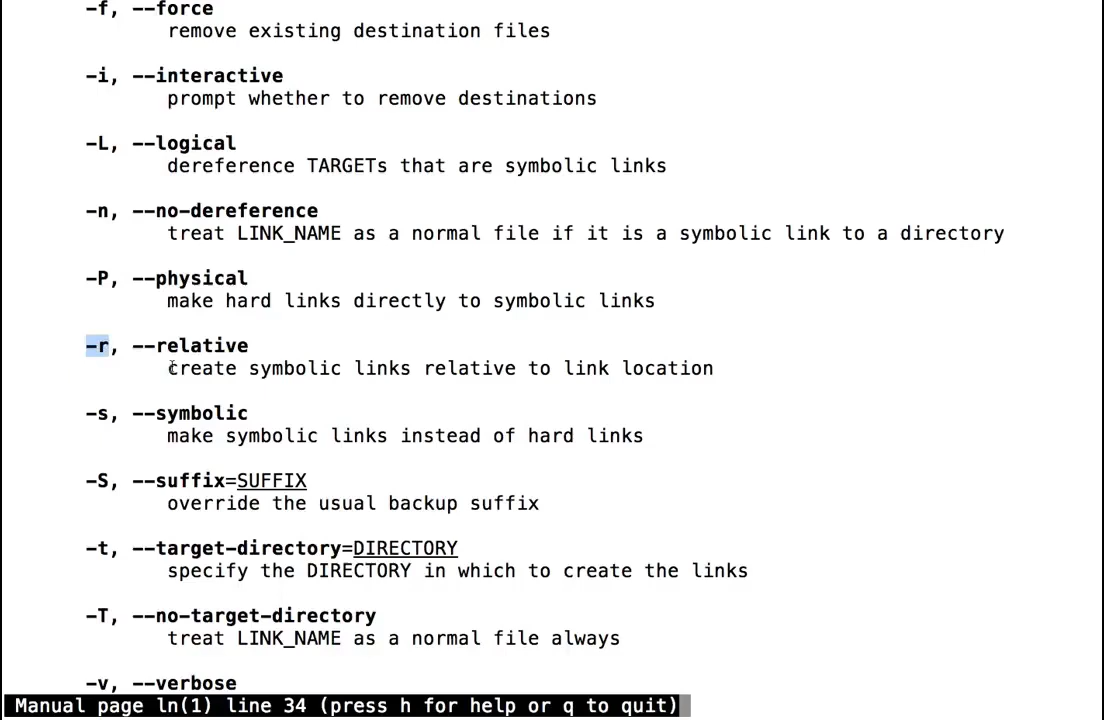 -f, --force
remove existing destination files
-i, --interactive
prompt whether to remove destinations
-L, --logical
dereference TARGETs that are symbolic links
-n, --no-dereference
treat LINK_NAME as a normal file if it is a symbolic link to a directory
-P, --physical
make hard links directly to symbolic links
-r, --relative
create symbolic links relative to link location
-s, --symbolic
make symbolic links instead of hard links
-S, --suffix=SUFFIX
override the usual backup suffix
-t, --target-directory=DIRECTORY
specify the DIRECTORY in which to create the links
-T, --no-target-directory
treat LINK_NAME as a normal file always
-v, --verbose
Manual page ln(1) line 34 (press h for help or q to quit)